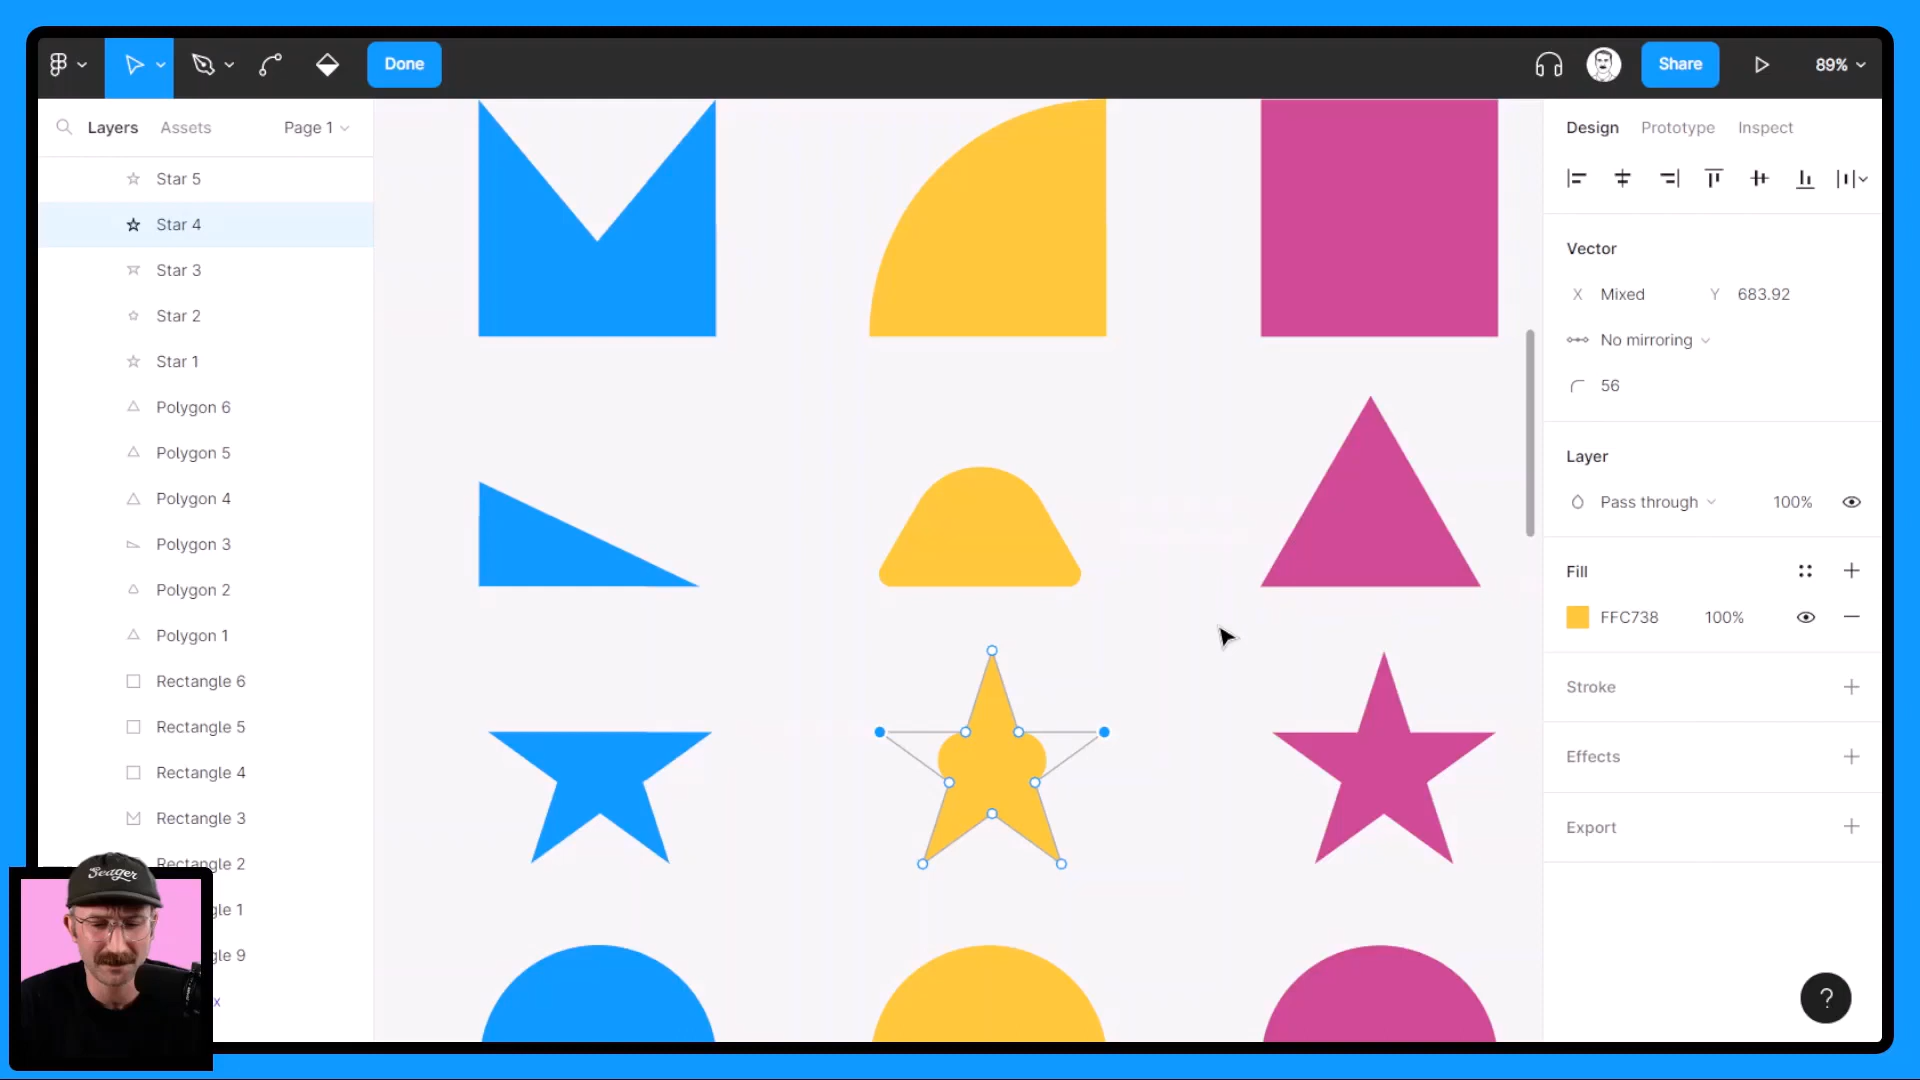 Done
Share
89%
Layers
Assets
Page 1
Star 5
Star 4
Star 3
Star 2
Star 1
Polygon 6
Polygon 5
Polygon 4
Polygon 3
Polygon 2
Polygon 1
Rectangle 6
Rectangle 5
Rectangle 4
Rectangle 3
Rectangle 2
gle 1
gle 9
x
Seager
Design
Prototype
Inspect
Vector
X Mixed
Y 683.92
No mirroring
56
Layer
Pass through
100%
Fill
FFC738
100%
Stroke
Effects
Export
?